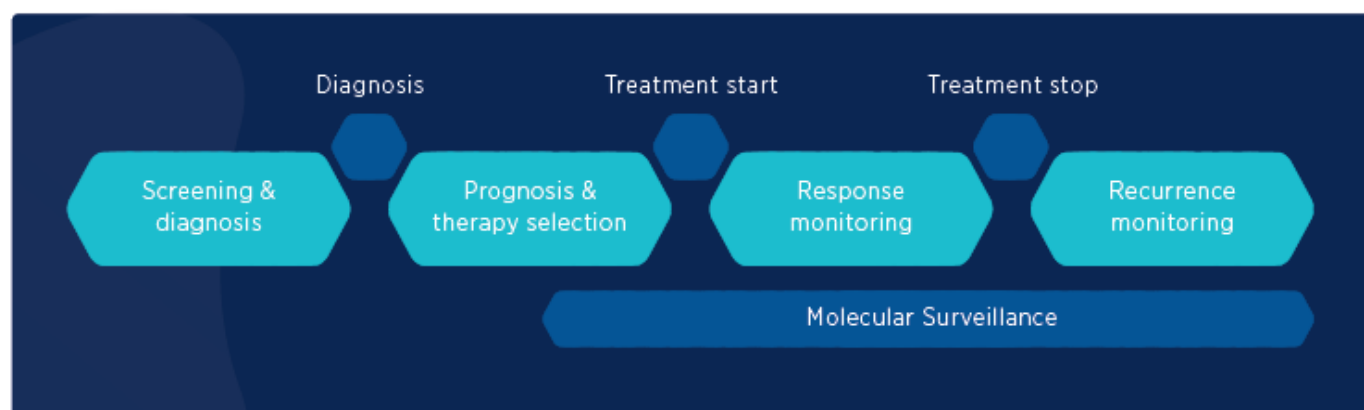 Diagnosis
Treatment start
Treatment stop
Screening &
diagnosis
Prognosis &
therapy selection
Response
monitoring
Recurrence
monitoring
Molecular Surveillance